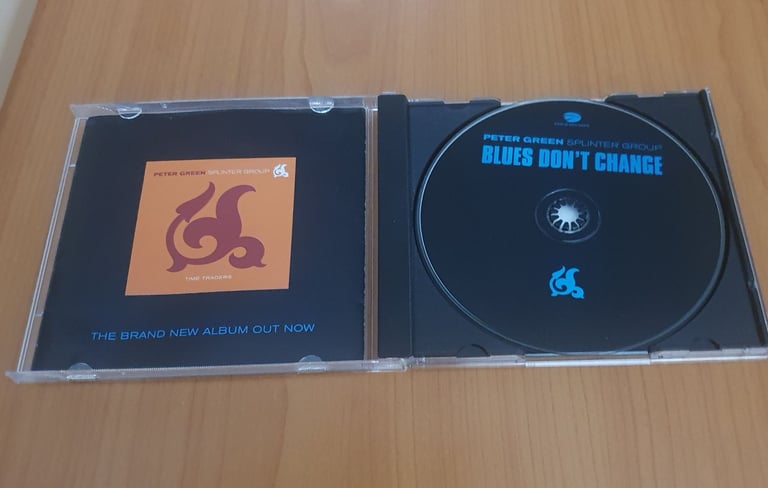 PETER GREEN SPLINTER GROUP
TIME TRADERS
THE BRAND NEW ALBUM OUT NOW
PETER GREEN SPLINTER GROUP
BLUES DON'T CHANGE